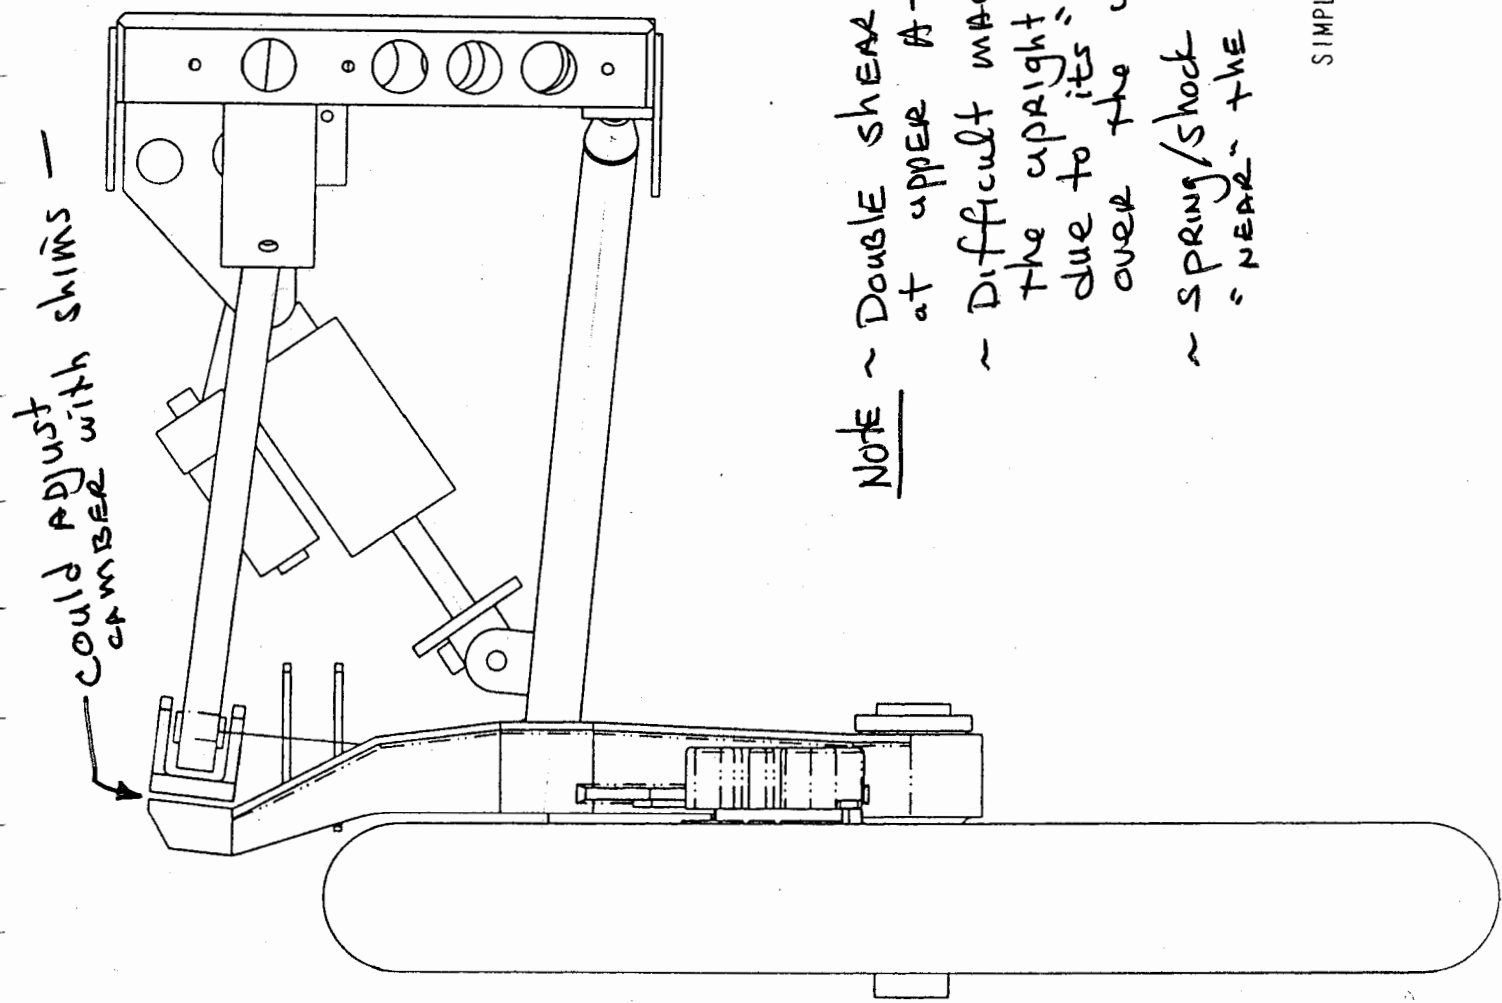 could ADJust
CAMBER with shims —
Note ~ DoublE shEAR
at uppER A-
~ Difficult
the upRight
due to its"
over the
~ SPRING/shock
"NEAR" thE
SIMPL